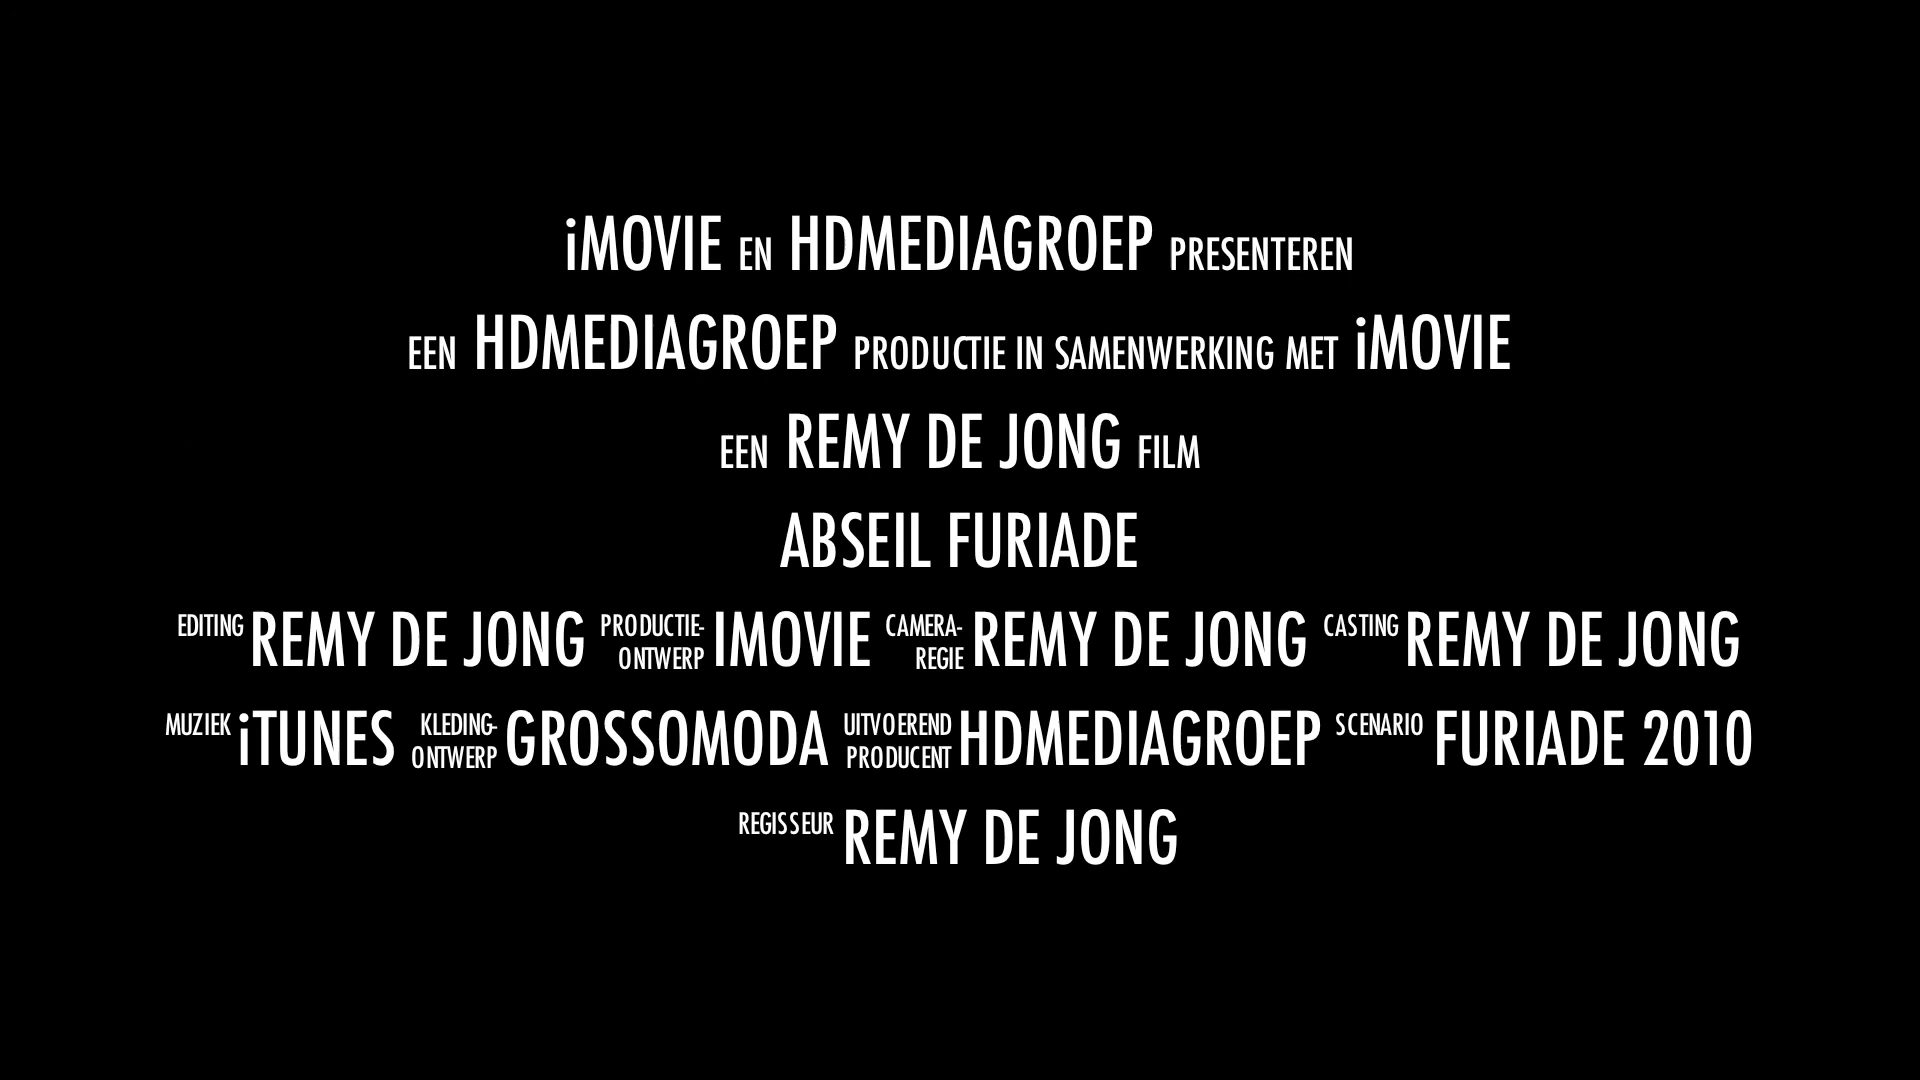 iMOVIE EN HDMEDIAGROEP PRESENTEREN
EEN HDMEDIAGROEP PRODUCTIE IN SAMENWERKING MET iMOVIE
EEN REMY DE JONG FILM
ABSEIL FURIADE
EDITING REMY DE JONG PRODUCTIE-ONTWERP IMOVIE CAMERA-REGIE REMY DE JONG CASTING REMY DE JONG
MUZIEK iTUNES KLEDING-ONTWERP GROSSOMODA UITVOEREND PRODUCENT HDMEDIAGROEP SCENARIO FURIADE 2010
REGISSEUR REMY DE JONG